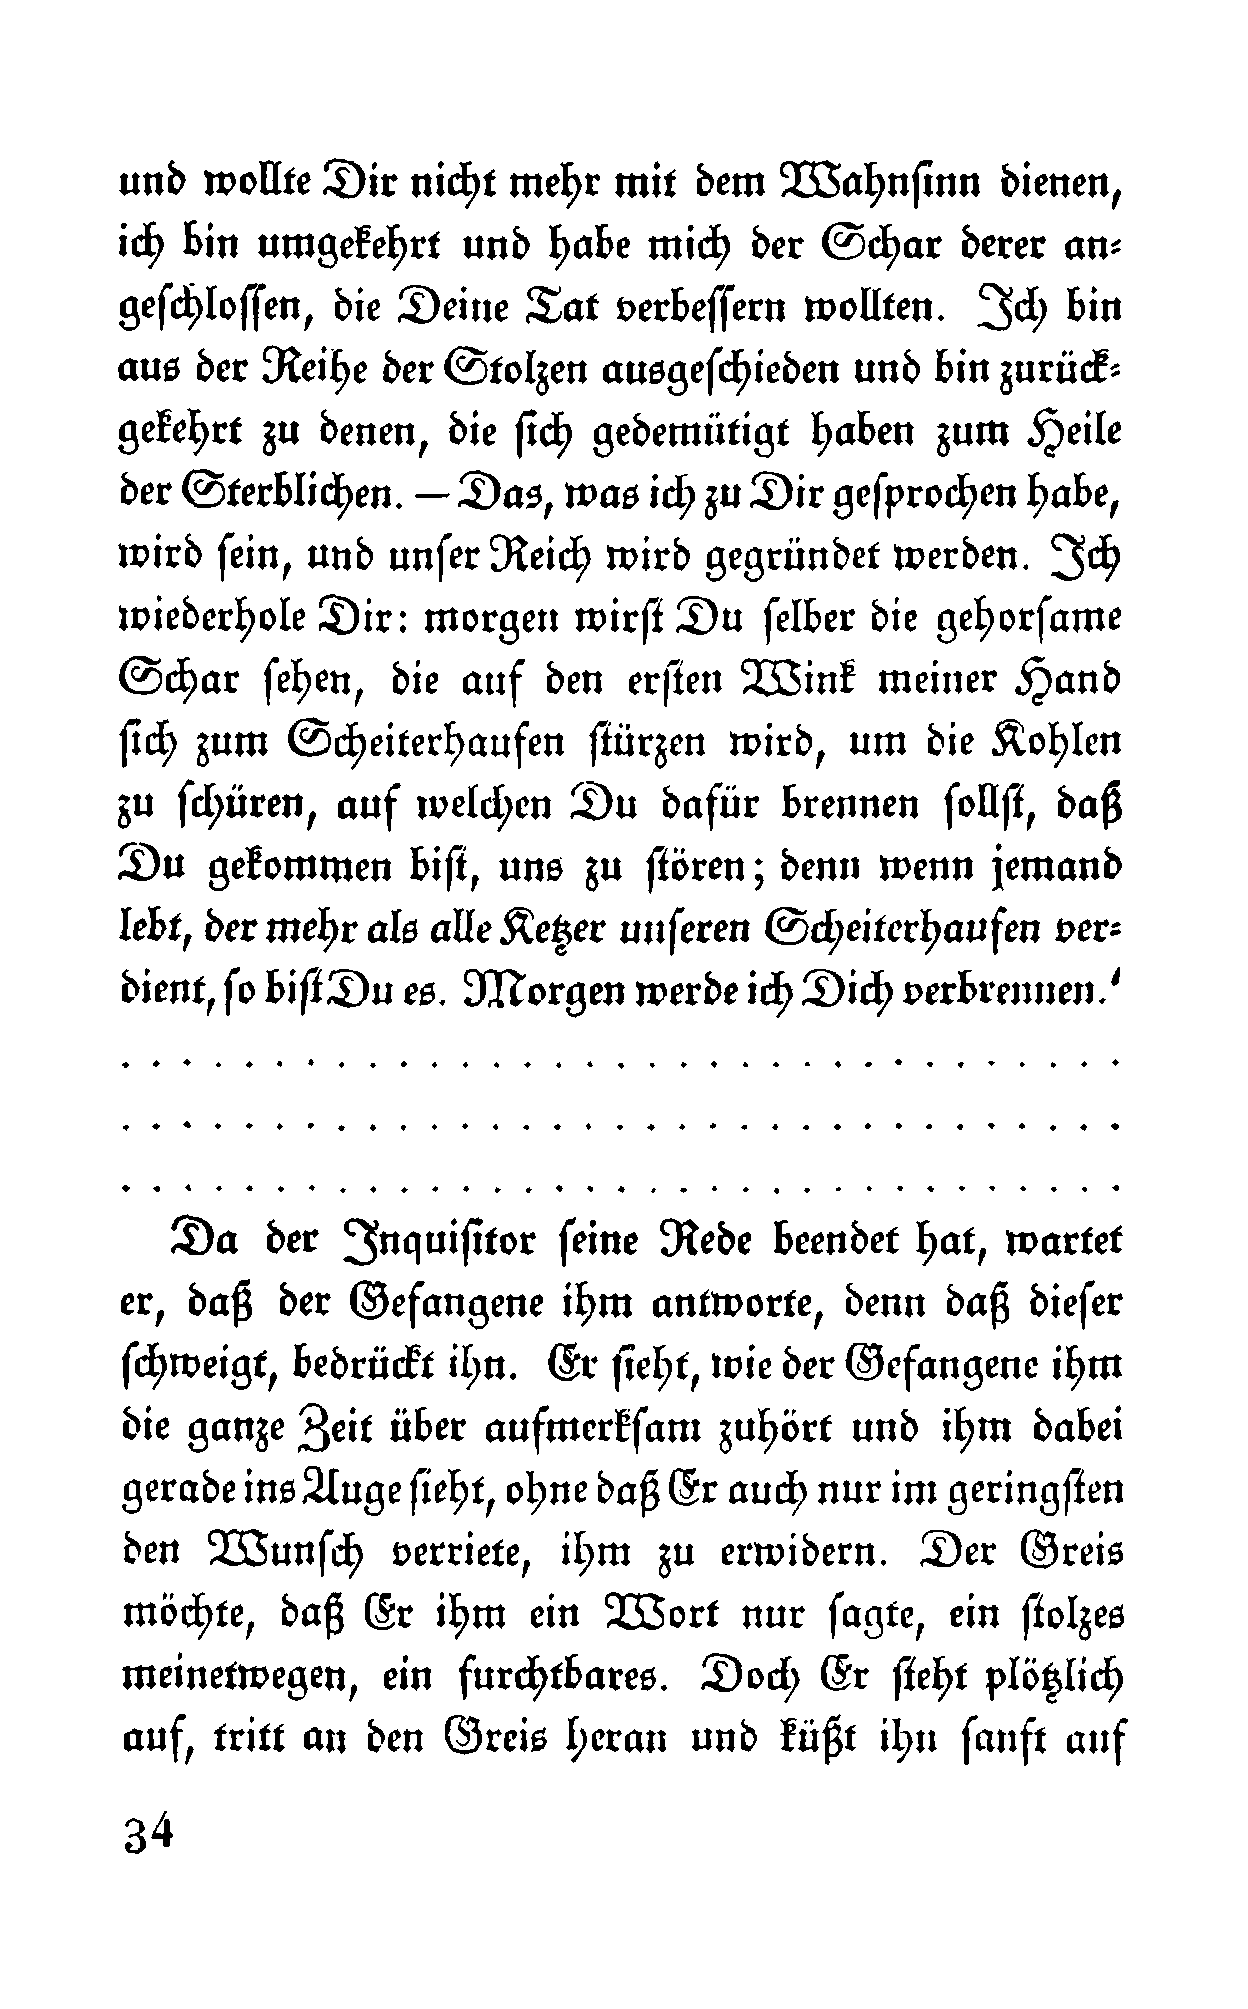 und wollte Dir nicht mehr mit dem Wahnsinn dienen,
ich bin umgekehrt und habe mich der Schar derer an-
geschlossen, die Deine Tat verbessern wollten. Ich bin
aus der Reihe der Stolzen ausgeschieden und bin zurück-
gekehrt zu denen, die sich gedemütigt haben zum Heile
der Sterblichen. — Das, was ich zu Dir gesprochen habe,
wird sein, und unser Reich wird gegründet werden. Ich
wiederhole Dir: morgen wirst Du selber die gehorsame
Schar sehen, die auf den ersten Wink meiner Hand
sich zum Scheiterhaufen stürzen wird, um die Kohlen
zu schüren, auf welchen Du dafür brennen sollst, daß
Du gekommen bist, uns zu stören; denn wenn jemand
lebt, der mehr als alle Ketzer unseren Scheiterhaufen ver-
dient, so bist Du es. Morgen werde ich Dich verbrennen.‘
. . . . . . . . . . . . . . . . . . . . . . . . . . . . . . . . .
. . . . . . . . . . . . . . . . . . . . . . . . . . . . . . . . .
. . . . . . . . . . . . . . . . . . . . . . . . . . . . . . . . .
Da der Inquisitor seine Rede beendet hat, wartet
er, daß der Gefangene ihm antworte, denn daß dieser
schweigt, bedrückt ihn. Er sieht, wie der Gefangene ihm
die ganze Zeit über aufmerksam zuhört und ihm dabei
gerade ins Auge sieht, ohne daß Er auch nur im geringsten
den Wunsch verriete, ihm zu erwidern. Der Greis
möchte, daß Er ihm ein Wort nur sagte, ein stolzes
meinetwegen, ein furchtbares. Doch Er steht plötzlich
auf, tritt an den Greis heran und küßt ihn sanft auf
34